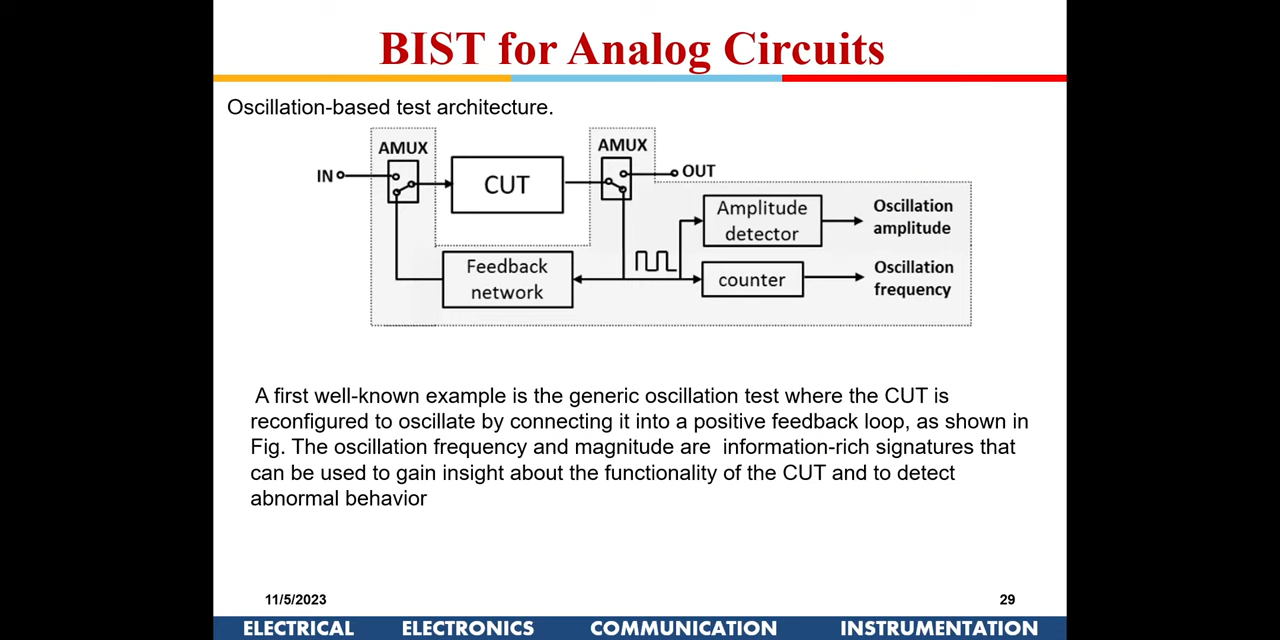 BIST for Analog Circuits
Oscillation-based test architecture.
AMUX
AMUX
IN
CUT
OUT
Amplitude
detector
Oscillation
amplitude
Feedback
network
counter
Oscillation
frequency
A first well-known example is the generic oscillation test where the CUT is
reconfigured to oscillate by connecting it into a positive feedback loop, as shown in
Fig. The oscillation frequency and magnitude are information-rich signatures that
can be used to gain insight about the functionality of the CUT and to detect
abnormal behavior
11/5/2023
29
ELECTRICAL ELECTRONICS COMMUNICATION INSTRUMENTATION